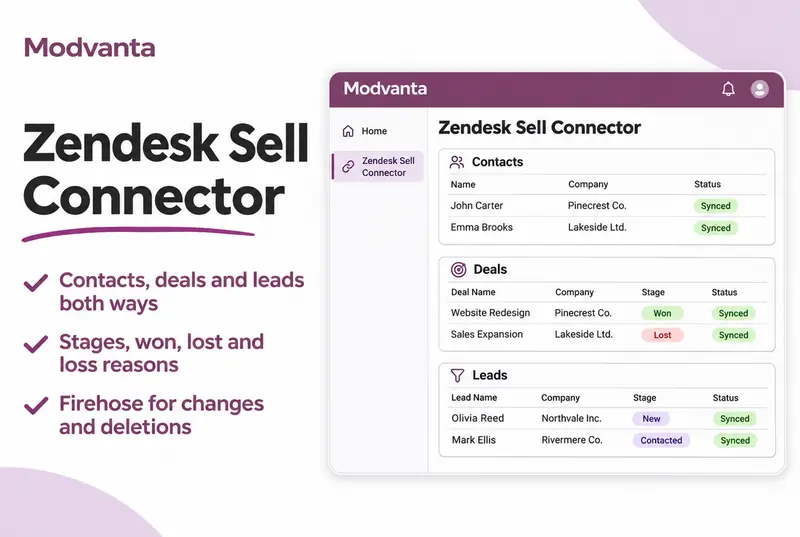 Modvanta
Zendesk Sell
Connector
Contacts, deals and leads
both ways
Stages, won, lost and
loss reasons
Firehose for changes
and deletions
Modvanta
Home
Zendesk Sell
Connector
Zendesk Sell Connector
Contacts
Name Company Status
John Carter Pinecrest Co. Synced
Emma Brooks Lakeside Ltd. Synced
Deals
Deal Name Company Stage Status
Website Redesign Pinecrest Co. Won Synced
Sales Expansion Lakeside Ltd. Lost Synced
Leads
Lead Name Company Stage Status
Olivia Reed Northvale Inc. New Synced
Mark Ellis Rivermere Co. Contacted Synced